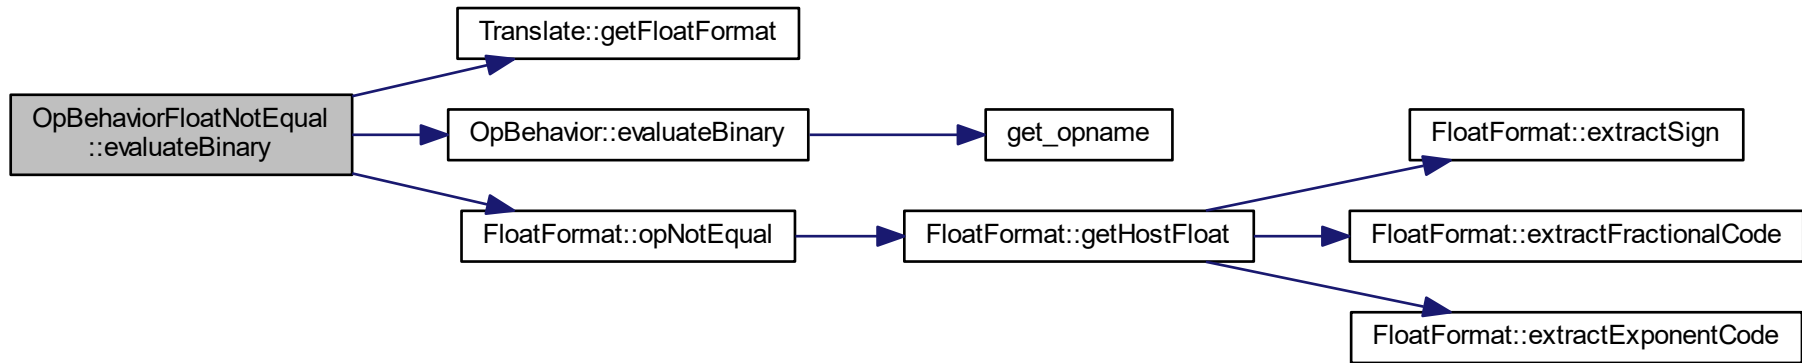 Translate::getFloatFormat
OpBehaviorFloatNotEqual
::evaluateBinary
OpBehavior::evaluateBinary
get_opname
FloatFormat::extractSign
FloatFormat::opNotEqual
FloatFormat::getHostFloat
FloatFormat::extractFractionalCode
FloatFormat::extractExponentCode